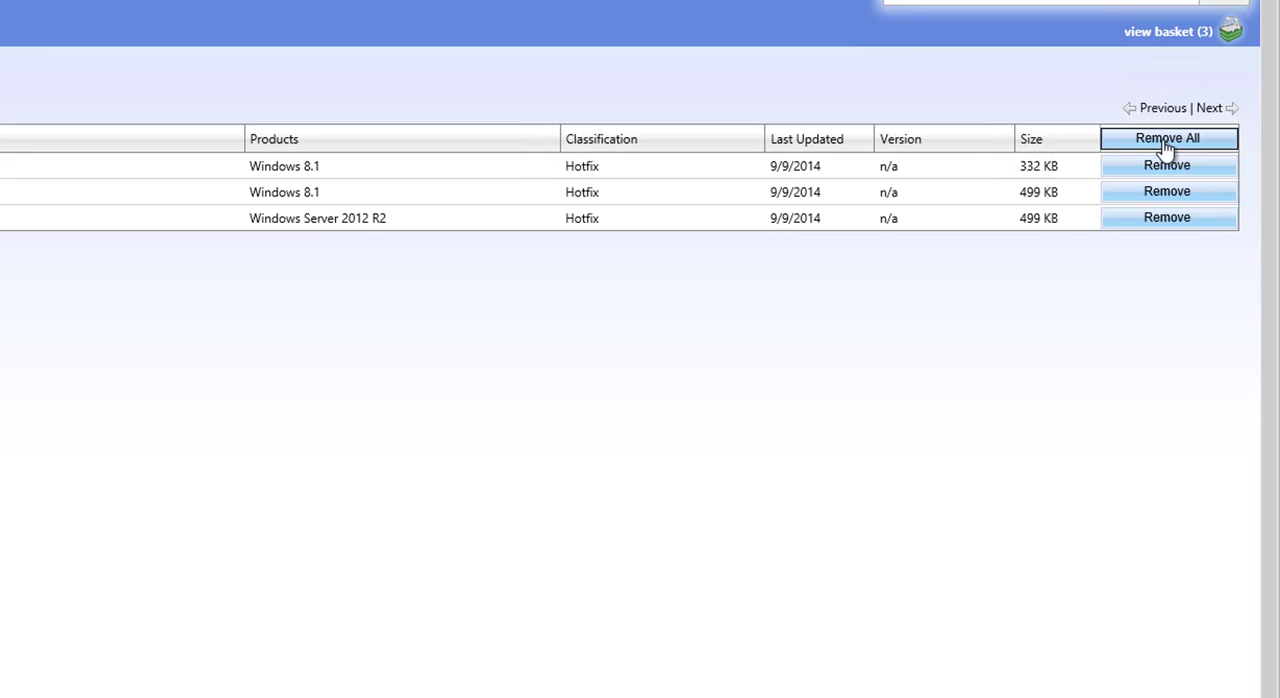 view basket (3)
Previous | Next
Products Classification Last Updated Version Size Remove All
Windows 8.1 Hotfix 9/9/2014 n/a 332 KB Remove
Windows 8.1 Hotfix 9/9/2014 n/a 499 KB Remove
Windows Server 2012 R2 Hotfix 9/9/2014 n/a 499 KB Remove